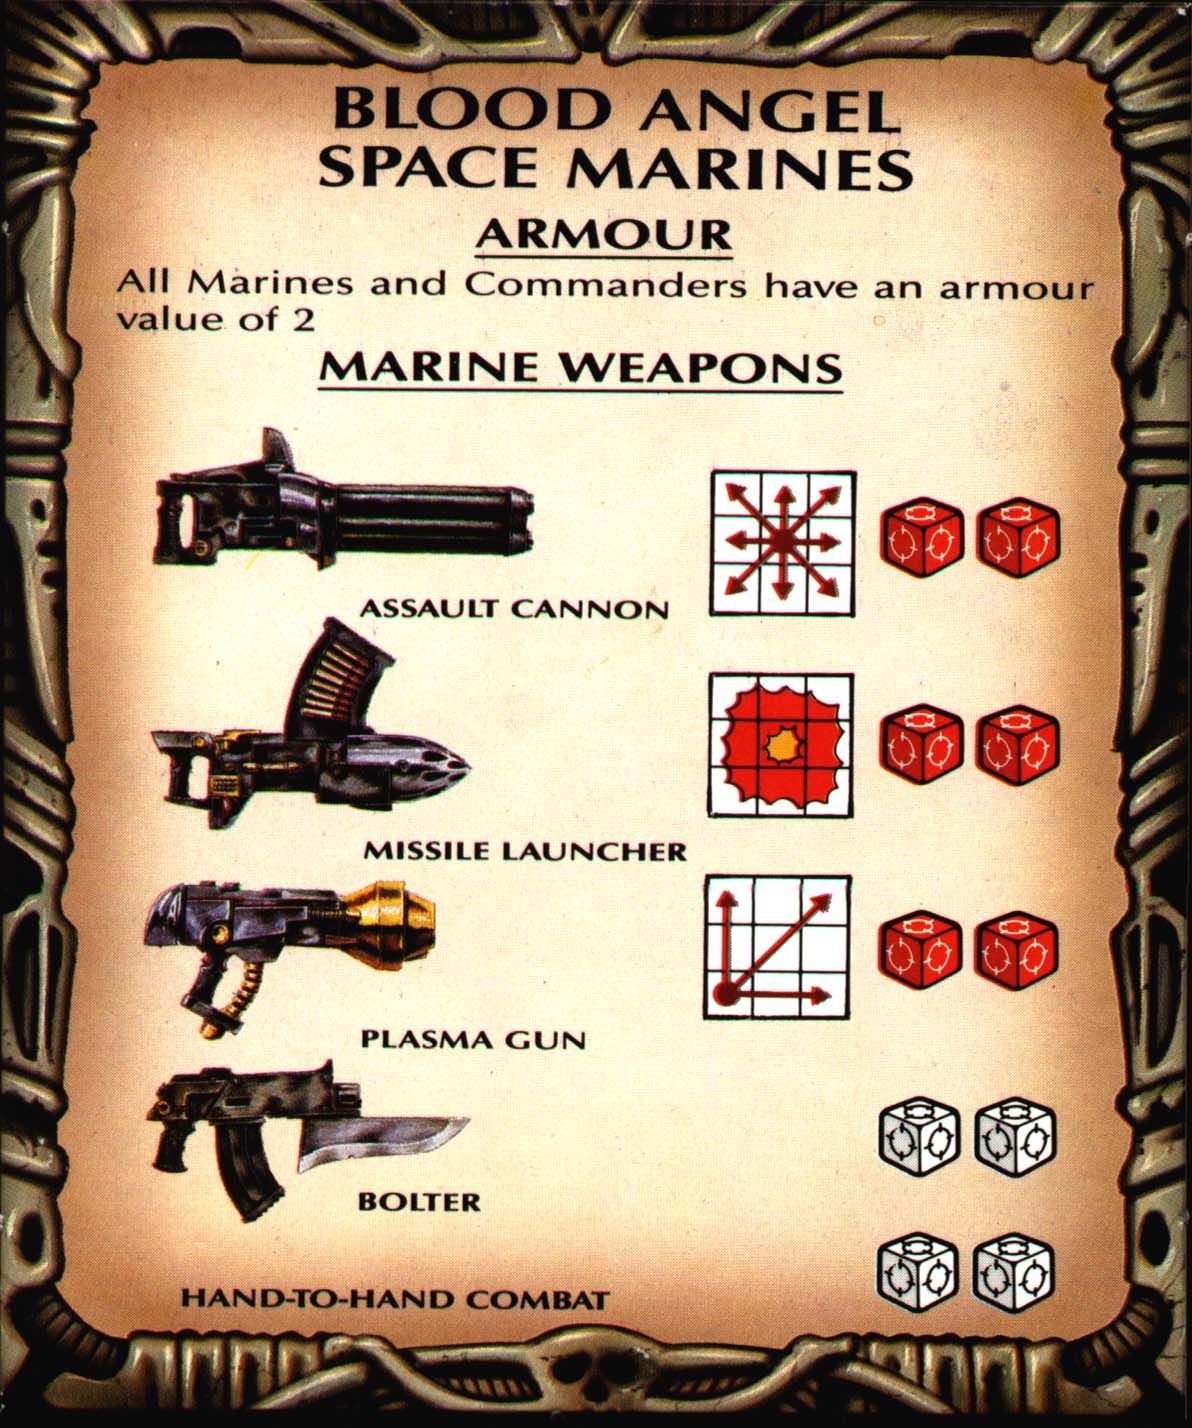 BLOOD ANGEL
SPACE MARINES
ARMOUR
All Marines and Commanders have an armour
value of 2
MARINE WEAPONS
ASSAULT CANNON
MISSILE LAUNCHER
PLASMA GUN
BOLTER
HAND-TO-HAND COMBAT